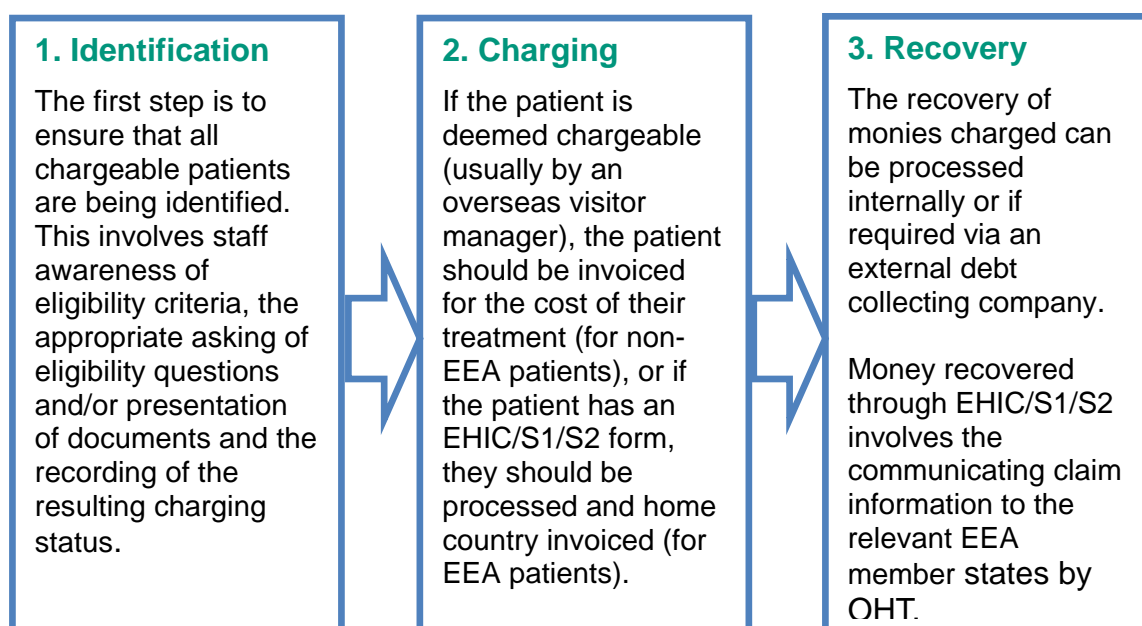 1. Identification
The first step is to
ensure that all
chargeable patients
are being identified.
This involves staff
awareness of
eligibility criteria, the
appropriate asking of
eligibility questions
and/or presentation
of documents and the
recording of the
resulting charging
status.
2. Charging
If the patient is
deemed chargeable
(usually by an
overseas visitor
manager), the patient
should be invoiced
for the cost of their
treatment (for non-
EEA patients), or if
the patient has an
EHIC/S1/S2 form,
they should be
processed and home
country invoiced (for
EEA patients).
3. Recovery
The recovery of
monies charged can
be processed
internally or if
required via an
external debt
collecting company.
Money recovered
through EHIC/S1/S2
involves the
communicating claim
information to the
relevant EEA
member states by
OHT.